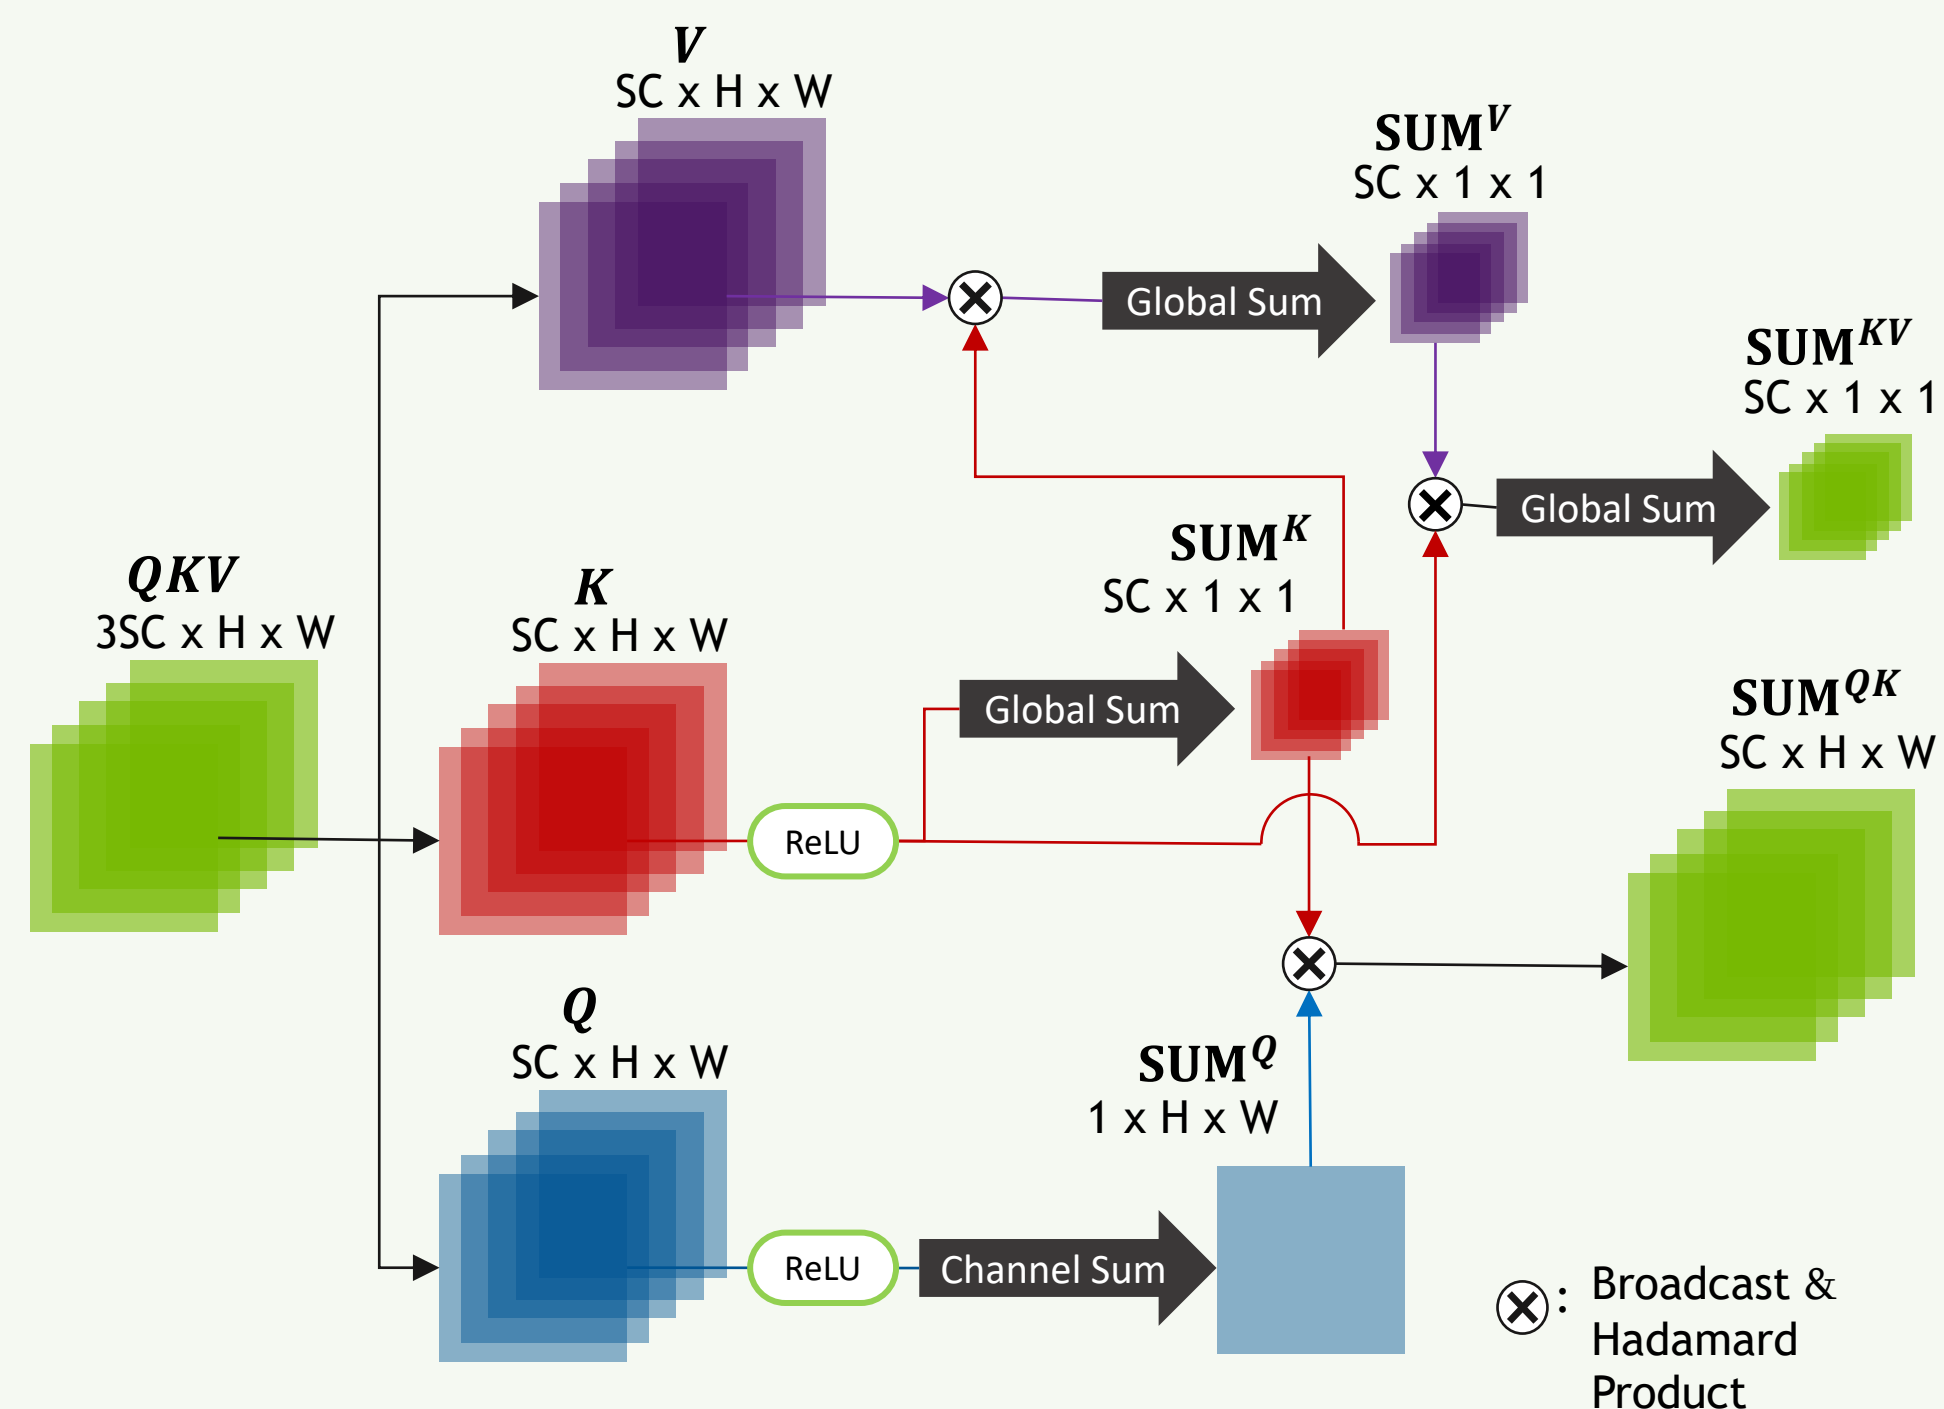 V
SC x H x W
SUM^V
SC x 1 x 1
Global Sum
SUM^KV
SC x 1 x 1
Global Sum
SUM^K
SC x 1 x 1
QKV
3SC x H x W
K
SC x H x W
Global Sum
SUM^QK
SC x H x W
ReLU
Q
SC x H x W
SUM^Q
1 x H x W
ReLU
Channel Sum
⊗: Broadcast &
Hadamard
Product